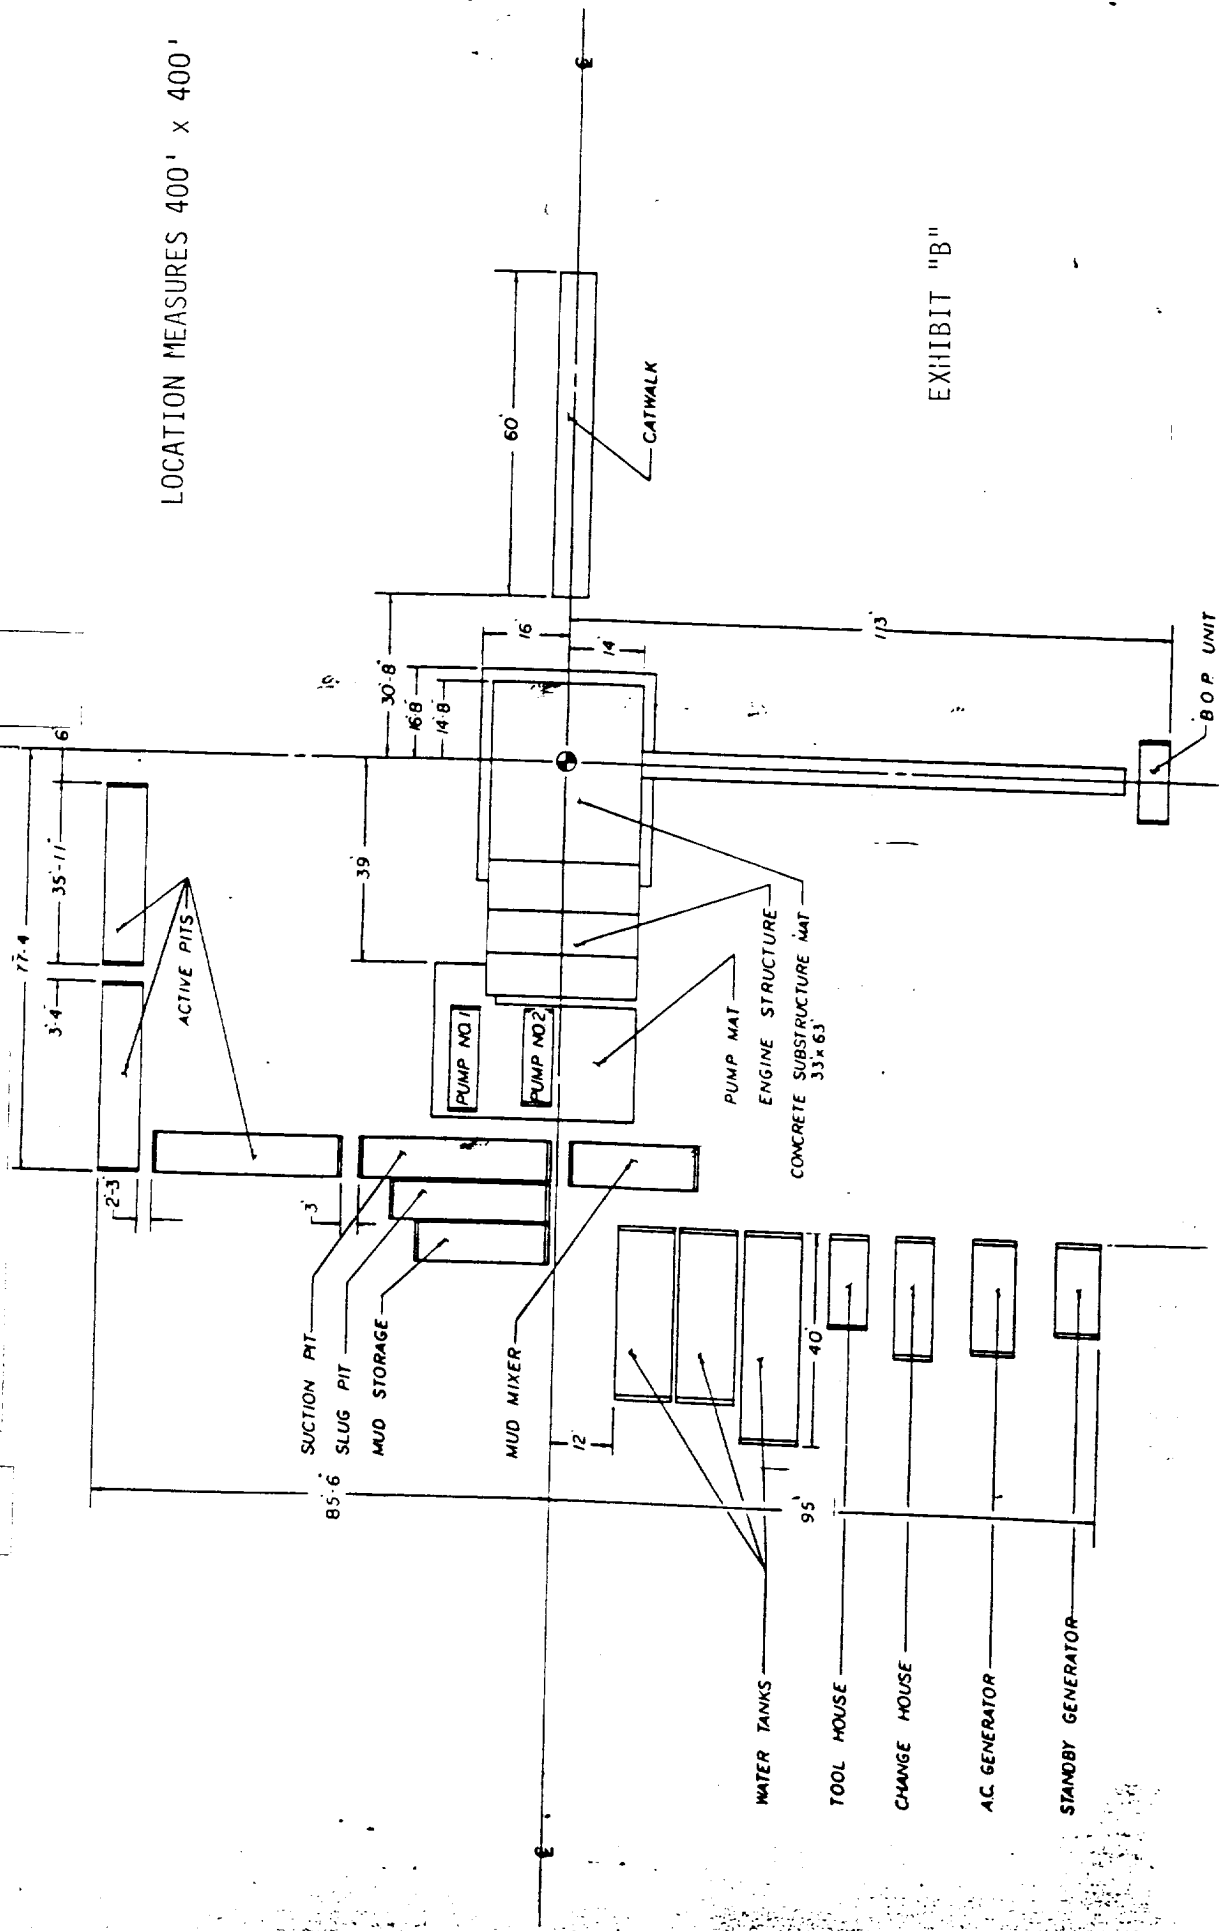 LOCATION MEASURES 400' x 400'
77'-4"
6'
35'-11"
3'-4"
ACTIVE PITS
2'-3"
3'
30'-8"
16'-8"
14'-8"
39'
16'
14'
60'
CATWALK
℄
PUMP NO.1
PUMP NO.2
PUMP MAT
ENGINE STRUCTURE
CONCRETE SUBSTRUCTURE MAT
33' x 63'
113'
B O P UNIT
SUCTION PIT
SLUG PIT
MUD STORAGE
MUD MIXER
85'-6"
12'
40'
95'
WATER TANKS
TOOL HOUSE
CHANGE HOUSE
A.C. GENERATOR
STANDBY GENERATOR
℄
EXHIBIT "B"